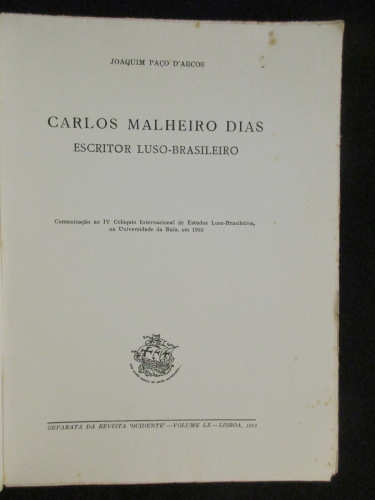 JOAQUIM PAÇO D'ARCOS
CARLOS MALHEIRO DIAS
ESCRITOR LUSO-BRASILEIRO
Comunicação ao IV Colóquio Internacional de Estudos Luso-Brasileiros,
na Universidade da Baía, em 1959
SEPARATA DA REVISTA «OCIDENTE» — VOLUME LX — LISBOA, 1961